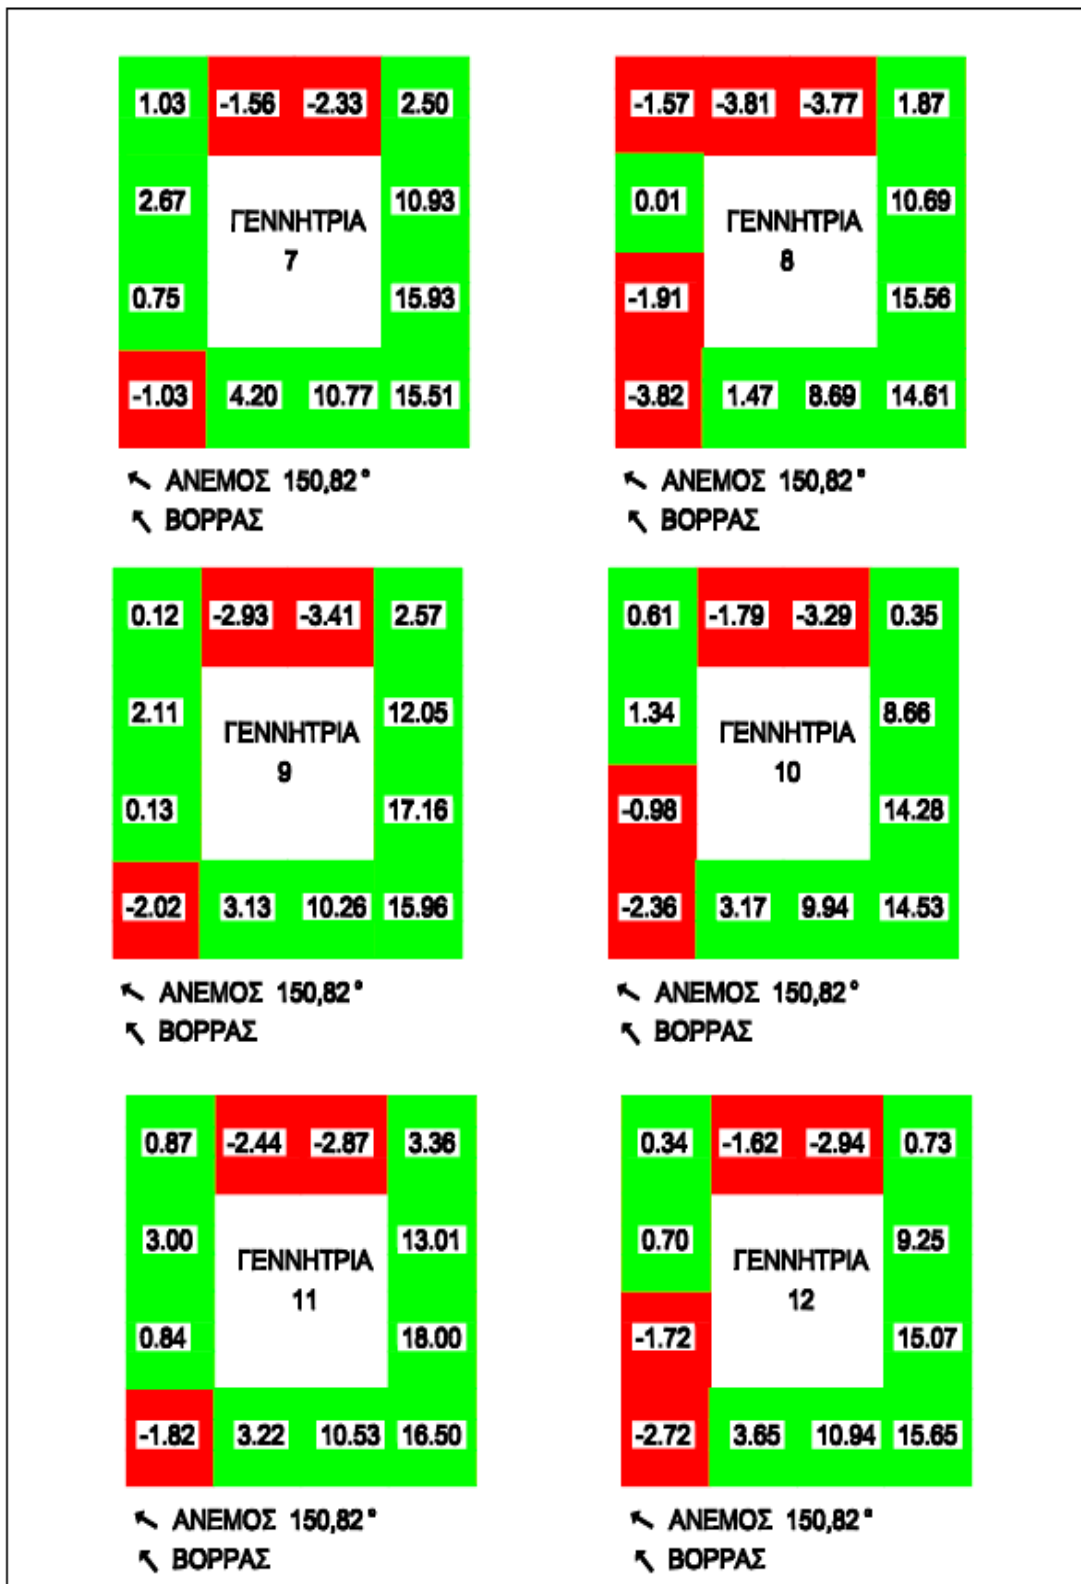 1.03 -1.56 -2.33 2.50
2.67 10.93
ΓΕΝΝΗΤΡΙΑ
7
0.75 15.93
-1.03 4.20 10.77 15.51
ΑΝΕΜΟΣ 150,82°
ΒΟΡΡΑΣ
-1.57 -3.81 -3.77 1.87
0.01 10.69
ΓΕΝΝΗΤΡΙΑ
8
-1.91 15.56
-3.82 1.47 8.69 14.61
ΑΝΕΜΟΣ 150,82°
ΒΟΡΡΑΣ
0.12 -2.93 -3.41 2.57
2.11 12.05
ΓΕΝΝΗΤΡΙΑ
9
0.13 17.16
-2.02 3.13 10.26 15.96
ΑΝΕΜΟΣ 150,82°
ΒΟΡΡΑΣ
0.61 -1.79 -3.29 0.35
1.34 8.66
ΓΕΝΝΗΤΡΙΑ
10
-0.98 14.28
-2.36 3.17 9.94 14.53
ΑΝΕΜΟΣ 150,82°
ΒΟΡΡΑΣ
0.87 -2.44 -2.87 3.36
3.00 13.01
ΓΕΝΝΗΤΡΙΑ
11
0.84 18.00
-1.82 3.22 10.53 16.50
ΑΝΕΜΟΣ 150,82°
ΒΟΡΡΑΣ
0.34 -1.62 -2.94 0.73
0.70 9.25
ΓΕΝΝΗΤΡΙΑ
12
-1.72 15.07
-2.72 3.65 10.94 15.65
ΑΝΕΜΟΣ 150,82°
ΒΟΡΡΑΣ